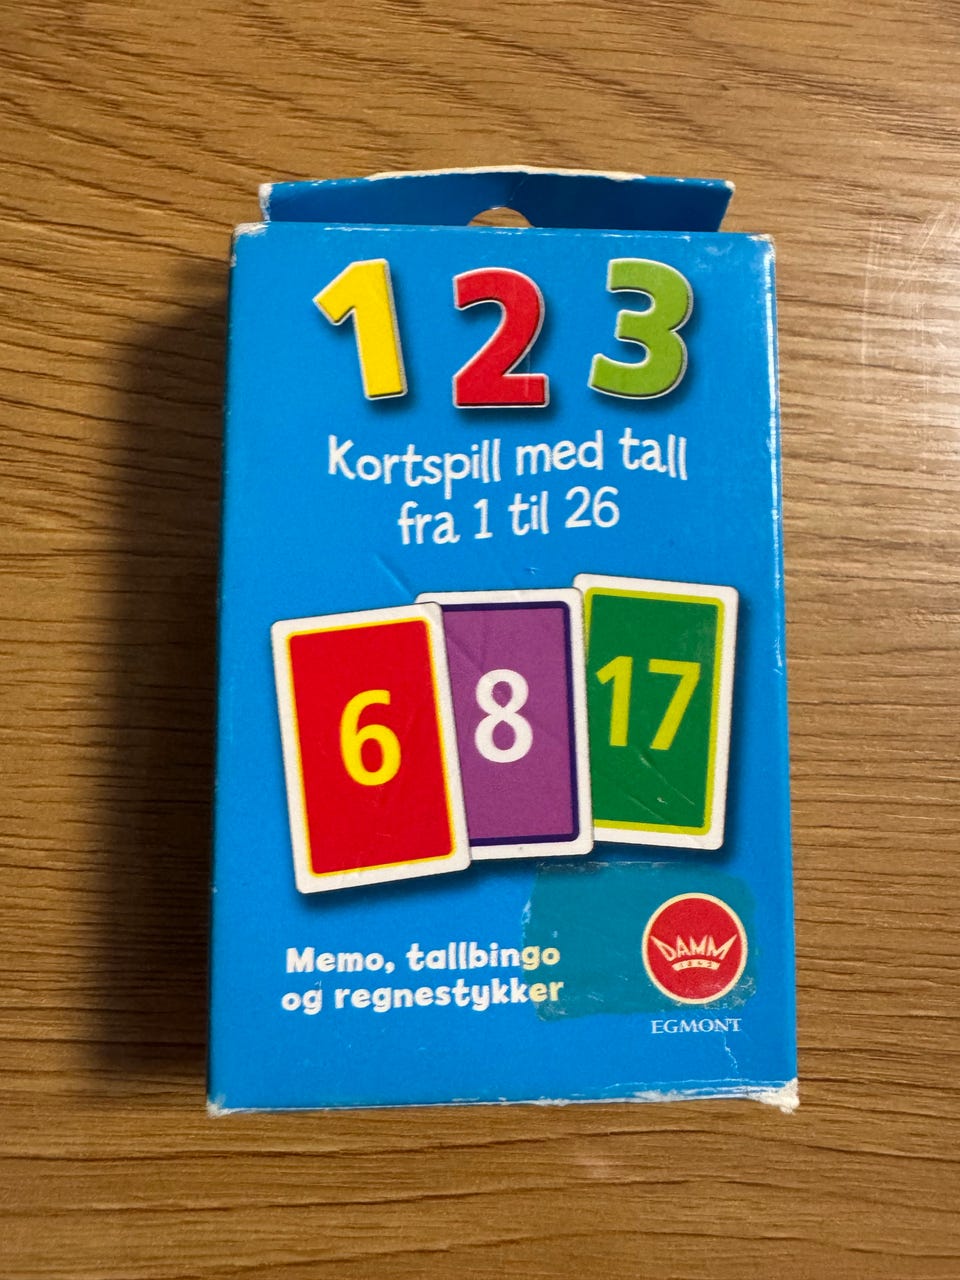 1 2 3
Kortspill med tall
fra 1 til 26
6 8 17
Memo, tallbingo
og regnestykker
DAMM
1843
EGMONT